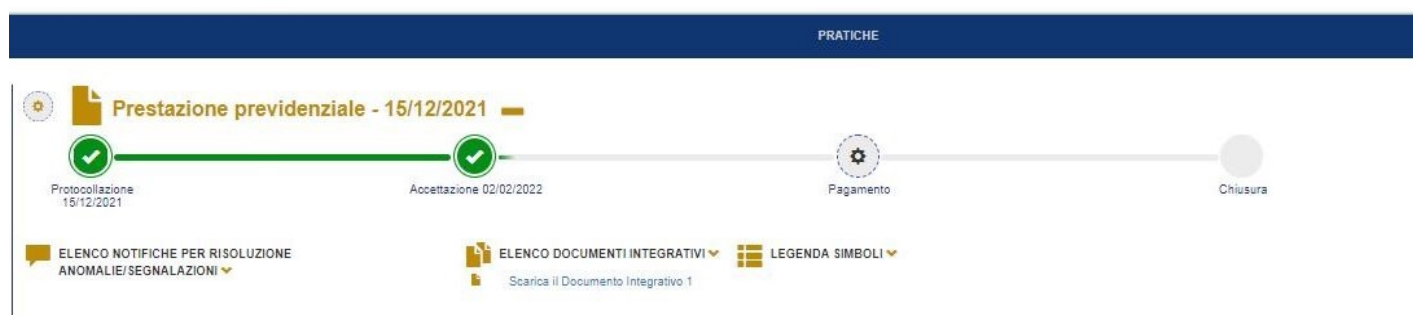 PRATICHE
Prestazione previdenziale - 15/12/2021
Protocollazione
15/12/2021
Accettazione 02/02/2022
Pagamento
Chiusura
ELENCO NOTIFICHE PER RISOLUZIONE
ANOMALIE/SEGNALAZIONI
ELENCO DOCUMENTI INTEGRATIVI
Scarica il Documento Integrativo 1
LEGENDA SIMBOLI